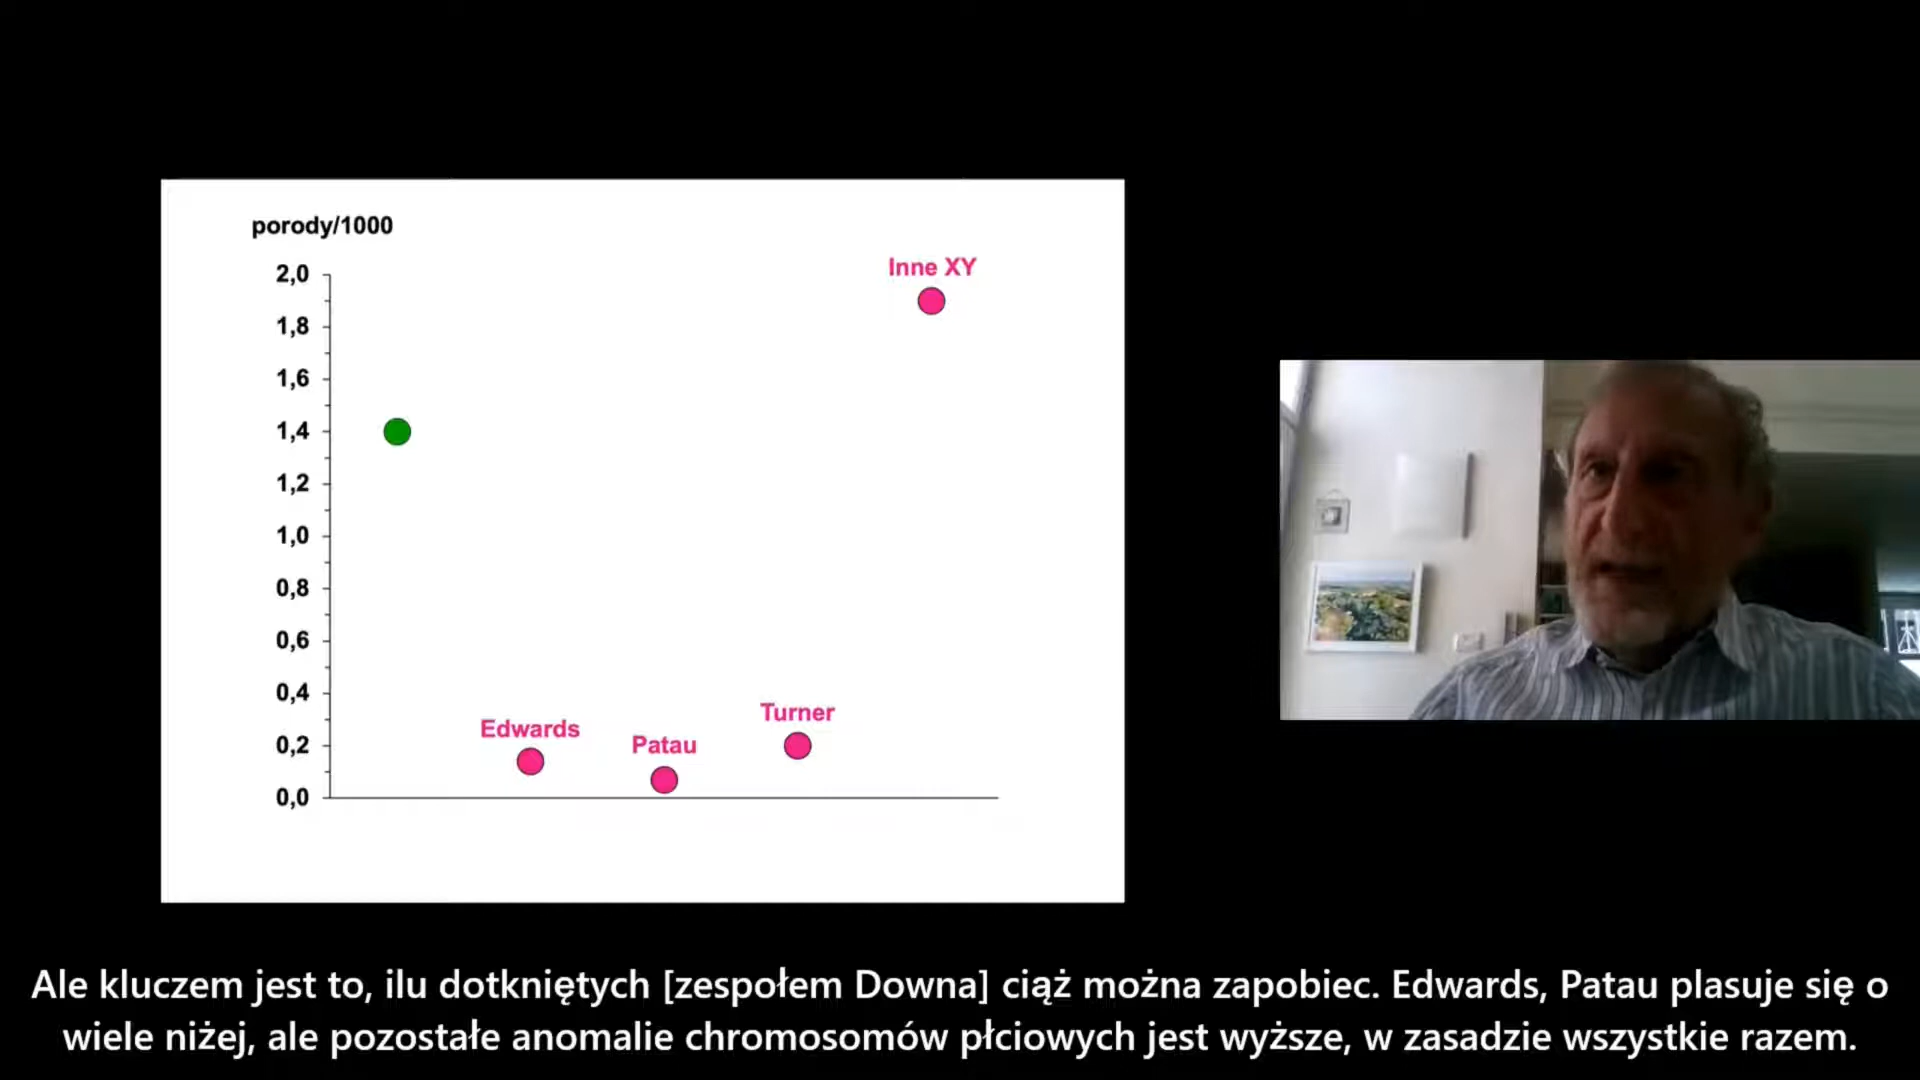 porody/1000
2,0
1,8
1,6
1,4
1,2
1,0
0,8
0,6
0,4
0,2
0,0
Inne XY
Edwards
Patau
Turner
Ale kluczem jest to, ilu dotkniętych [zespołem Downa] ciąż można zapobiec. Edwards, Patau plasuje się o
wiele niżej, ale pozostałe anomalie chromosomów płciowych jest wyższe, w zasadzie wszystkie razem.